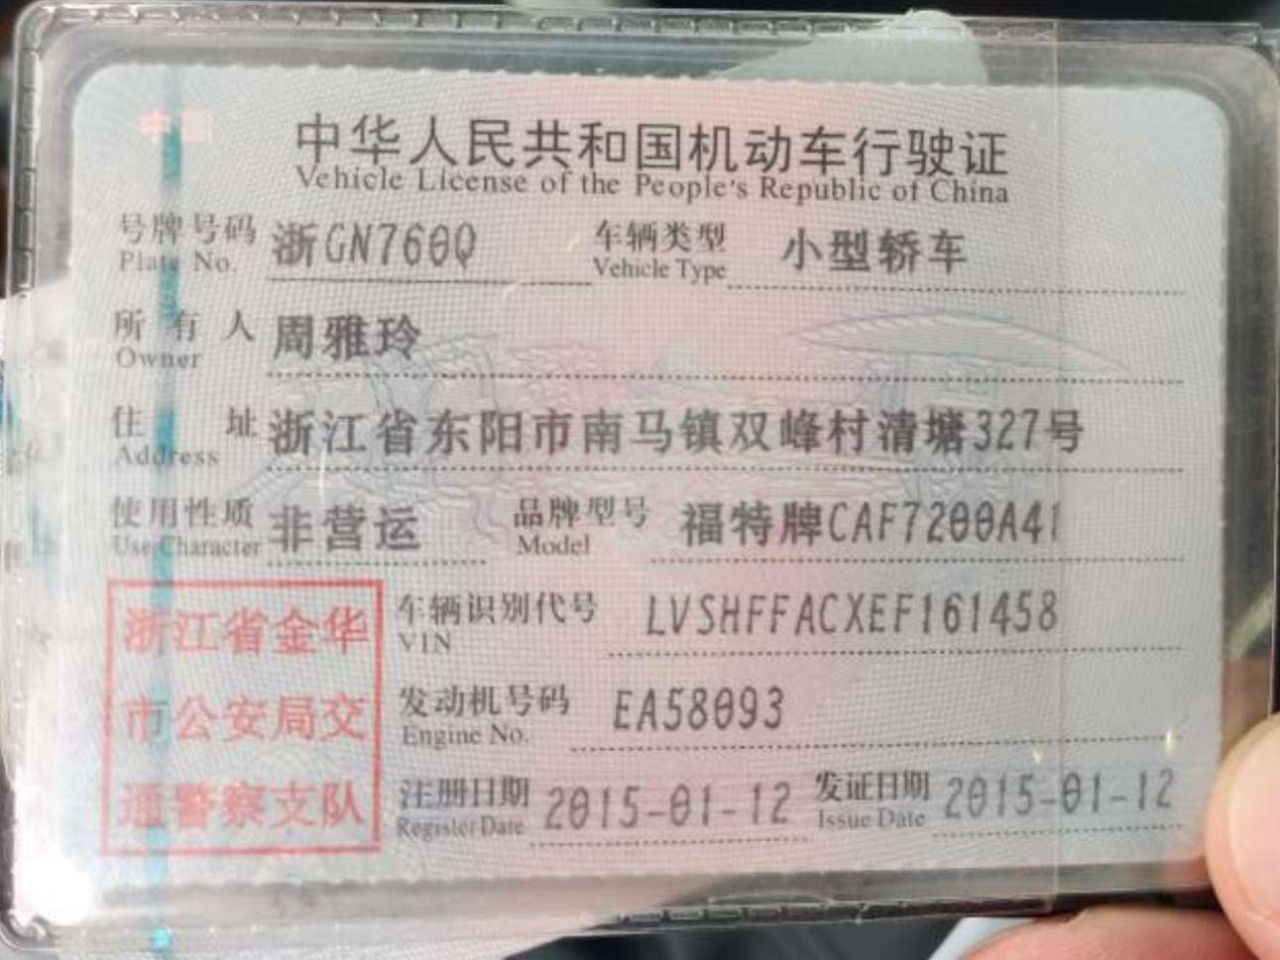 中华人民共和国机动车行驶证
Vehicle License of the People's Republic of China
号牌号码 浙GN760Q 车辆类型 小型轿车
Plate No. Vehicle Type
所有人 周雅玲
Owner
住址 浙江省东阳市南马镇双峰村清塘327号
Address
使用性质 非营运 品牌型号 福特牌CAF7200A41
Use Character Model
浙江省金华
市公安局交
通警察支队
车辆识别代号 LVSHFFACXEF161458
VIN
发动机号码 EA58093
Engine No.
注册日期 2015-01-12 发证日期 2015-01-12
Register Date Issue Date